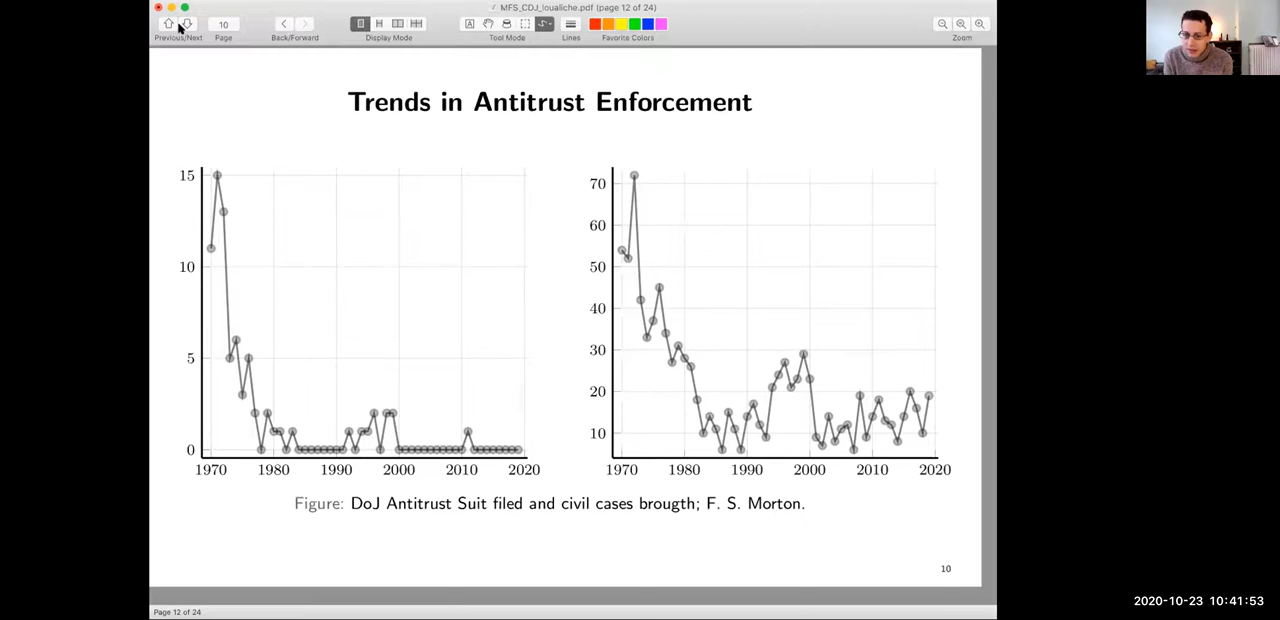 MFS_CDJ_loualiche.pdf (page 12 of 24)
10
Previous/Next
Page
Back/Forward
Display Mode
Tool Mode
Lines
Favorite Colors
Zoom
Trends in Antitrust Enforcement
15
10
5
0
1970 1980 1990 2000 2010 2020
70
60
50
40
30
20
10
1970 1980 1990 2000 2010 2020
Figure: DoJ Antitrust Suit filed and civil cases brougth; F. S. Morton.
10
Page 12 of 24
2020-10-23 10:41:53